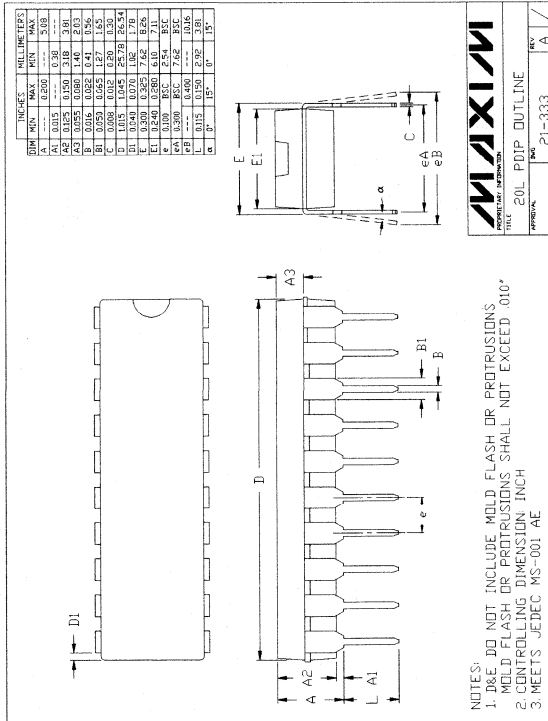 INCHES MILLIMETERS
DIM MIN MAX MIN MAX
A --- 0.200 --- 5.08
A1 0.015 --- 0.38 ---
A2 0.125 0.150 3.18 3.81
A3 0.055 0.080 1.40 2.03
B 0.016 0.022 0.41 0.56
B1 0.050 0.065 1.27 1.65
C 0.008 0.012 0.20 0.30
D 1.015 1.045 25.78 26.54
D1 0.040 0.070 1.02 1.78
E 0.300 0.325 7.62 8.26
E1 0.240 0.280 6.10 7.11
e 0.100 BSC 2.54 BSC
eA 0.300 BSC 7.62 BSC
eB --- 0.400 --- 10.16
L 0.115 0.150 2.92 3.81
α 0° 15° 0° 15°
D1
E
E1
α
C
eA
eB
D
A3
A2
A
A1
L
e
B1
B
NOTES:
1. D&E DO NOT INCLUDE MOLD FLASH OR PROTRUSIONS
MOLD FLASH OR PROTRUSIONS SHALL NOT EXCEED .010"
2. CONTROLLING DIMENSION: INCH
3. MEETS JEDEC MS-001 AE
MAXIM
PROPRIETARY INFORMATION
TITLE
20L PDIP OUTLINE
APPROVAL DWG REV
21-333 A /